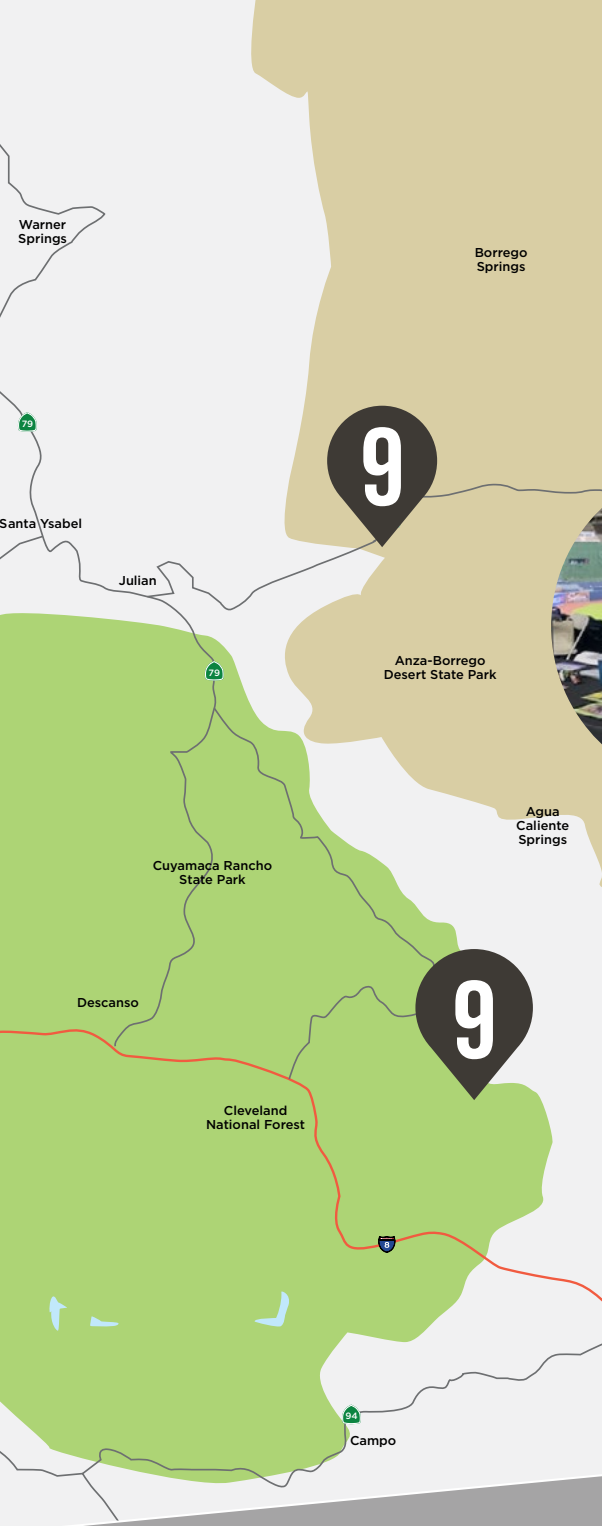 Warner
Springs
Borrego
Springs
79
9
Santa Ysabel
Julian
Anza-Borrego
Desert State Park
79
Agua
Caliente
Springs
Cuyamaca Rancho
State Park
9
Descanso
Cleveland
National Forest
8
94
Campo